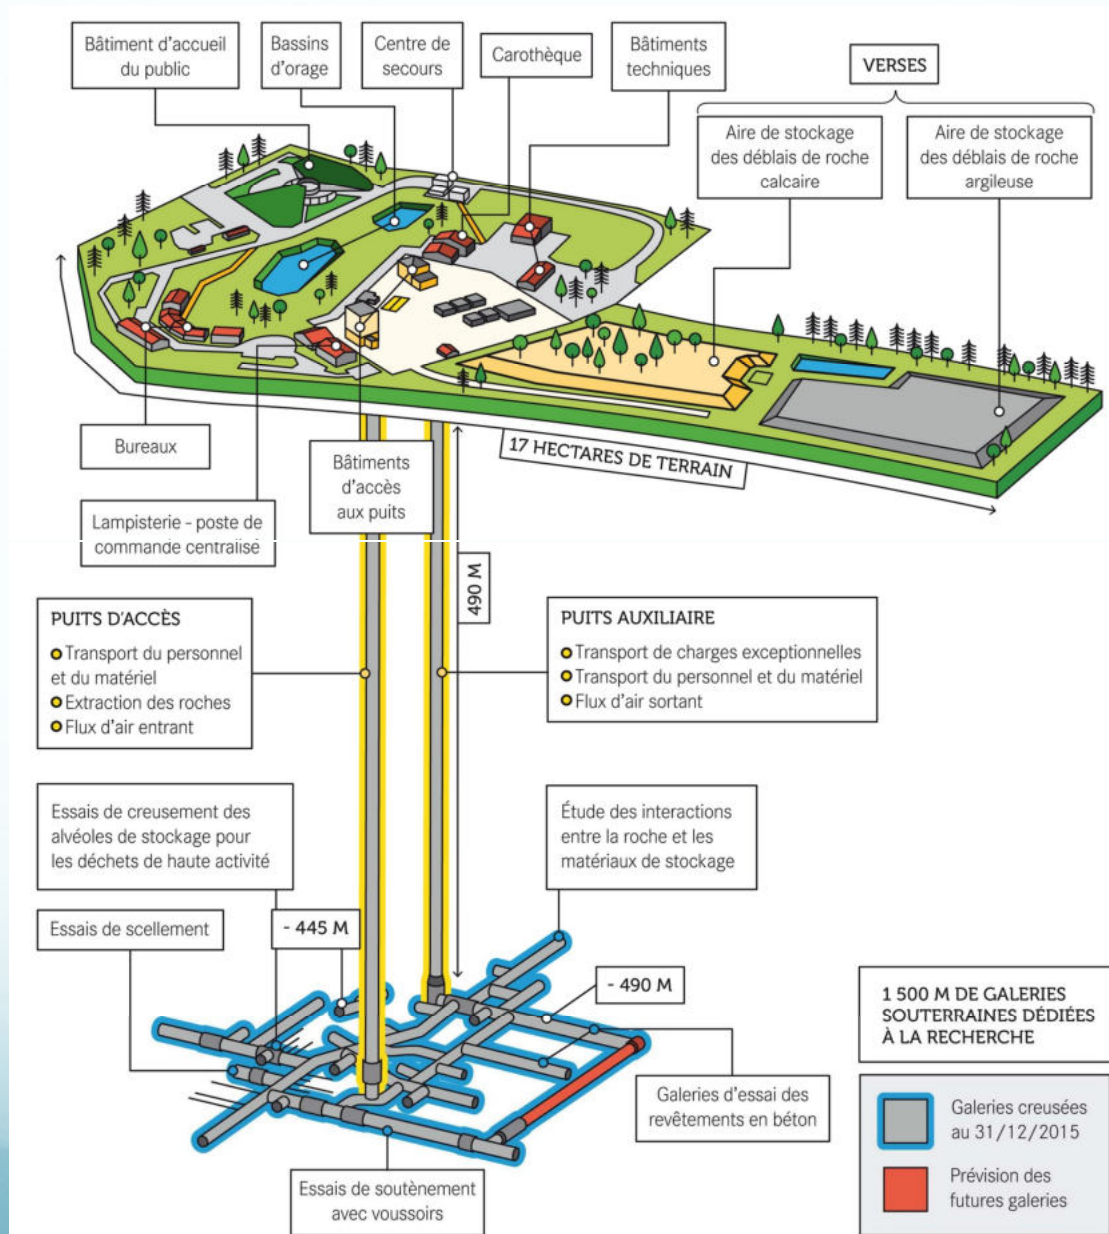 Bâtiment d'accueil
du public
Bassins
d'orage
Centre de
secours
Carothèque
Bâtiments
techniques
VERSES
Aire de stockage
des déblais de roche
calcaire
Aire de stockage
des déblais de roche
argileuse
Bureaux
Lampisterie - poste de
commande centralisé
Bâtiments
d'accès
aux puits
17 HECTARES DE TERRAIN
490 M
PUITS D'ACCÈS
Transport du personnel
et du matériel
Extraction des roches
Flux d'air entrant
PUITS AUXILIAIRE
Transport de charges exceptionnelles
Transport du personnel et du matériel
Flux d'air sortant
Essais de creusement des
alvéoles de stockage pour
les déchets de haute activité
Étude des interactions
entre la roche et les
matériaux de stockage
Essais de scellement
- 445 M
- 490 M
Galeries d'essai des
revêtements en béton
Essais de soutènement
avec voussoirs
1 500 M DE GALERIES
SOUTERRAINES DÉDIÉES
À LA RECHERCHE
Galeries creusées
au 31/12/2015
Prévision des
futures galeries